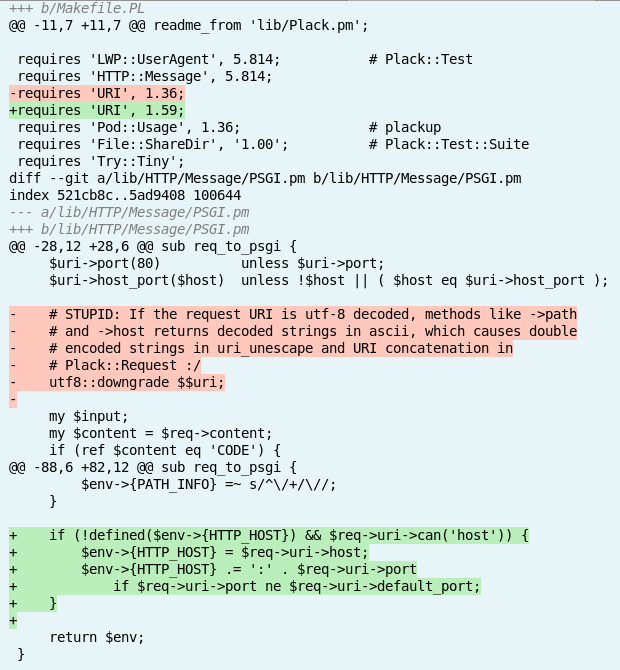 +++ b/Makefile.PL
@@ -11,7 +11,7 @@ readme_from 'lib/Plack.pm';
 requires 'LWP::UserAgent', 5.814;           # Plack::Test
 requires 'HTTP::Message', 5.814;
-requires 'URI', 1.36;
+requires 'URI', 1.59;
 requires 'Pod::Usage', 1.36;                # plackup
 requires 'File::ShareDir', '1.00';          # Plack::Test::Suite
 requires 'Try::Tiny';
diff --git a/lib/HTTP/Message/PSGI.pm b/lib/HTTP/Message/PSGI.pm
index 521cb8c..5ad9408 100644
--- a/lib/HTTP/Message/PSGI.pm
+++ b/lib/HTTP/Message/PSGI.pm
@@ -28,12 +28,6 @@ sub req_to_psgi {
     $uri->port(80)          unless $uri->port;
     $uri->host_port($host)  unless !$host || ( $host eq $uri->host_port );
-    # STUPID: If the request URI is utf-8 decoded, methods like ->path
-    # and ->host returns decoded strings in ascii, which causes double
-    # encoded strings in uri_unescape and URI concatenation in
-    # Plack::Request :/
-    utf8::downgrade $$uri;
-
     my $input;
     my $content = $req->content;
     if (ref $content eq 'CODE') {
@@ -88,6 +82,12 @@ sub req_to_psgi {
         $env->{PATH_INFO} =~ s/^\/+/\//;
     }
+    if (!defined($env->{HTTP_HOST}) && $req->uri->can('host')) {
+        $env->{HTTP_HOST} = $req->uri->host;
+        $env->{HTTP_HOST} .= ':' . $req->uri->port
+            if $req->uri->port ne $req->uri->default_port;
+    }
+
     return $env;
 }